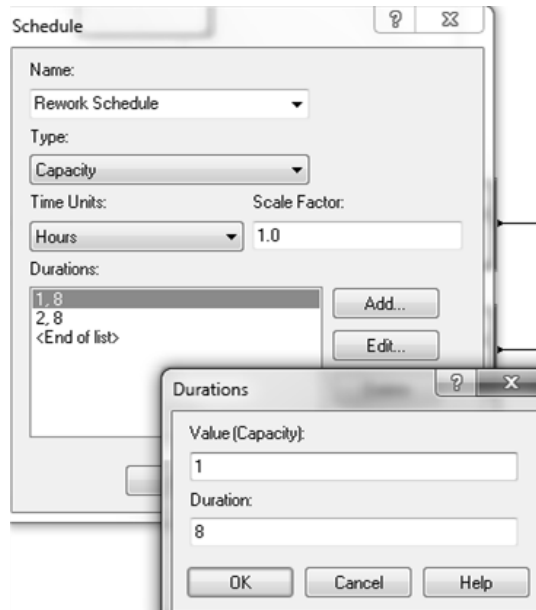 Schedule
Name:
Rework Schedule
Type:
Capacity
Time Units:
Scale Factor:
Hours
1.0
Durations:
1, 8
2, 8
<End of list>
Add...
Edit...
Durations
Value (Capacity):
1
Duration:
8
OK
Cancel
Help